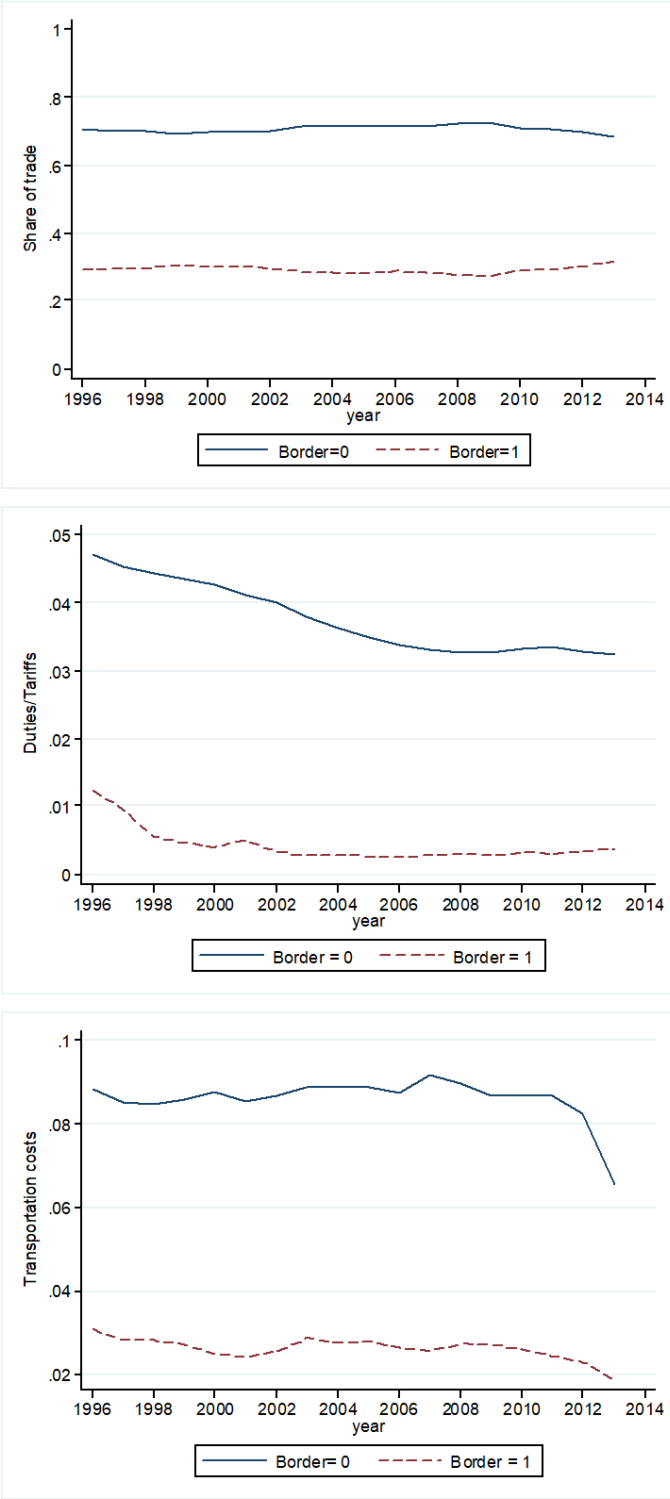 1
.8
.6
.4
.2
0
Share of trade
1996 1998 2000 2002 2004 2006 2008 2010 2012 2014
year
Border=0 Border=1
.05
.04
.03
.02
.01
0
Duties/Tariffs
1996 1998 2000 2002 2004 2006 2008 2010 2012 2014
year
Border = 0 Border = 1
.1
.08
.06
.04
.02
Transportation costs
1996 1998 2000 2002 2004 2006 2008 2010 2012 2014
year
Border= 0 Border = 1